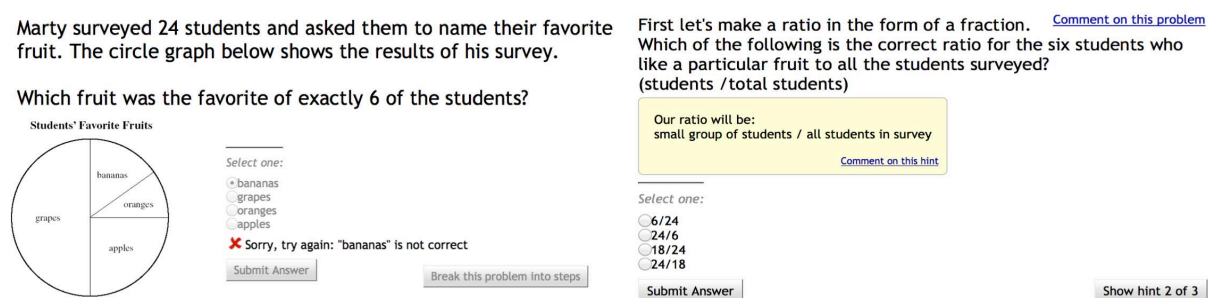 Marty surveyed 24 students and asked them to name their favorite
fruit. The circle graph below shows the results of his survey.
Which fruit was the favorite of exactly 6 of the students?
Students' Favorite Fruits
bananas
oranges
grapes
apples
Select one:
bananas
grapes
oranges
apples
Sorry, try again: "bananas" is not correct
Submit Answer
Break this problem into steps
First let's make a ratio in the form of a fraction.
Comment on this problem
Which of the following is the correct ratio for the six students who
like a particular fruit to all the students surveyed?
(students /total students)
Our ratio will be:
small group of students / all students in survey
Comment on this hint
Select one:
6/24
24/6
18/24
24/18
Submit Answer
Show hint 2 of 3